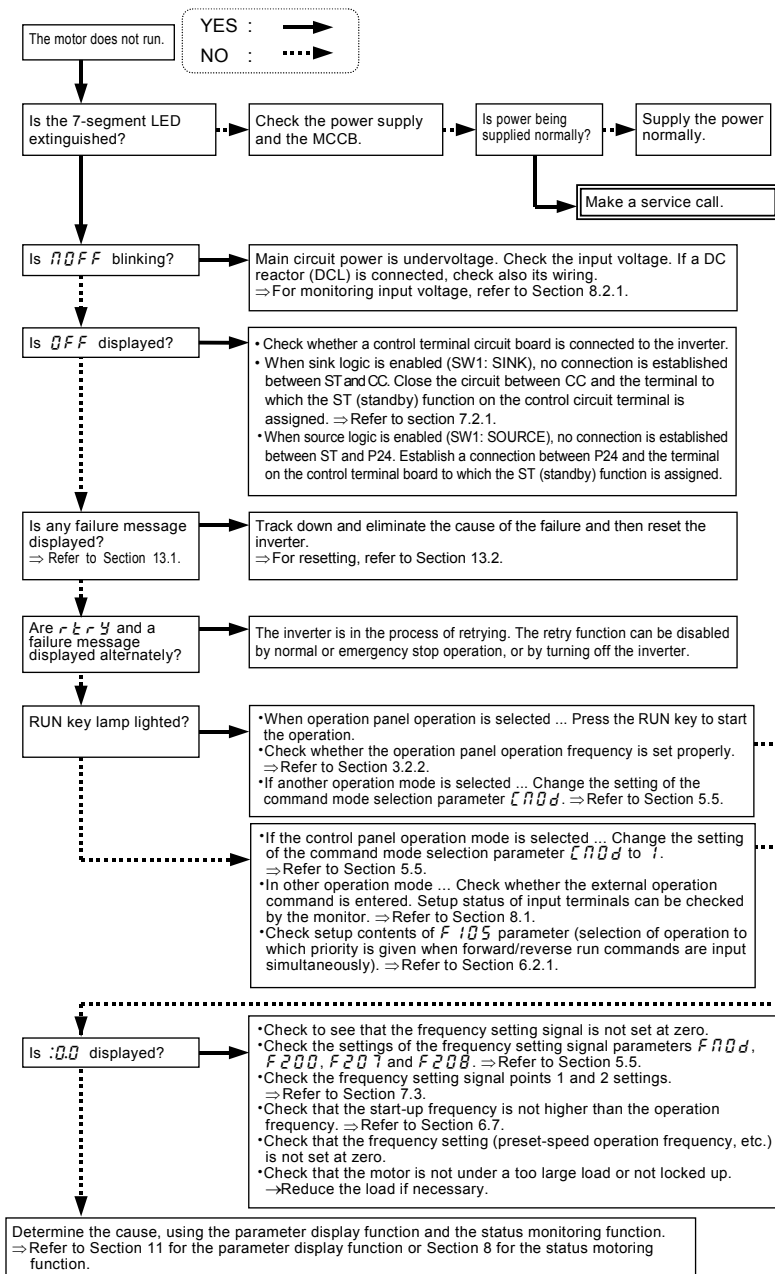 The motor does not run.
YES :
NO :
Is the 7-segment LED
extinguished?
Check the power supply
and the MCCB.
Is power being
supplied normally?
Supply the power
normally.
Make a service call.
Is MOFF blinking?
Main circuit power is undervoltage. Check the input voltage. If a DC
reactor (DCL) is connected, check also its wiring.
⇒For monitoring input voltage, refer to Section 8.2.1.
Is OFF displayed?
• Check whether a control terminal circuit board is connected to the inverter.
• When sink logic is enabled (SW1: SINK), no connection is established
between ST and CC. Close the circuit between CC and the terminal to
which the ST (standby) function on the control circuit terminal is
assigned. ⇒Refer to section 7.2.1.
•When source logic is enabled (SW1: SOURCE), no connection is established
between ST and P24. Establish a connection between P24 and the terminal
on the control terminal board to which the ST (standby) function is assigned.
Is any failure message
displayed?
⇒ Refer to Section 13.1.
Track down and eliminate the cause of the failure and then reset the
inverter.
⇒For resetting, refer to Section 13.2.
Are rtry and a
failure message
displayed alternately?
The inverter is in the process of retrying. The retry function can be disabled
by normal or emergency stop operation, or by turning off the inverter.
RUN key lamp lighted?
•When operation panel operation is selected ... Press the RUN key to start
the operation.
•Check whether the operation panel operation frequency is set properly.
⇒Refer to Section 3.2.2.
•If another operation mode is selected ... Change the setting of the
command mode selection parameter CMOd. ⇒Refer to Section 5.5.
•If the control panel operation mode is selected ... Change the setting
of the command mode selection parameter CMOd to 1.
⇒Refer to Section 5.5.
•In other operation mode ... Check whether the external operation
command is entered. Setup status of input terminals can be checked
by the monitor. ⇒Refer to Section 8.1.
•Check setup contents of F105 parameter (selection of operation to
which priority is given when forward/reverse run commands are input
simultaneously). ⇒Refer to Section 6.2.1.
Is :0.0 displayed?
•Check to see that the frequency setting signal is not set at zero.
•Check the settings of the frequency setting signal parameters FMOd,
F200, F207 and F208. ⇒Refer to Section 5.5.
•Check the frequency setting signal points 1 and 2 settings.
⇒Refer to Section 7.3.
•Check that the start-up frequency is not higher than the operation
frequency. ⇒Refer to Section 6.7.
•Check that the frequency setting (preset-speed operation frequency, etc.)
is not set at zero.
•Check that the motor is not under a too large load or not locked up.
→Reduce the load if necessary.
Determine the cause, using the parameter display function and the status monitoring function.
⇒Refer to Section 11 for the parameter display function or Section 8 for the status motoring
function.